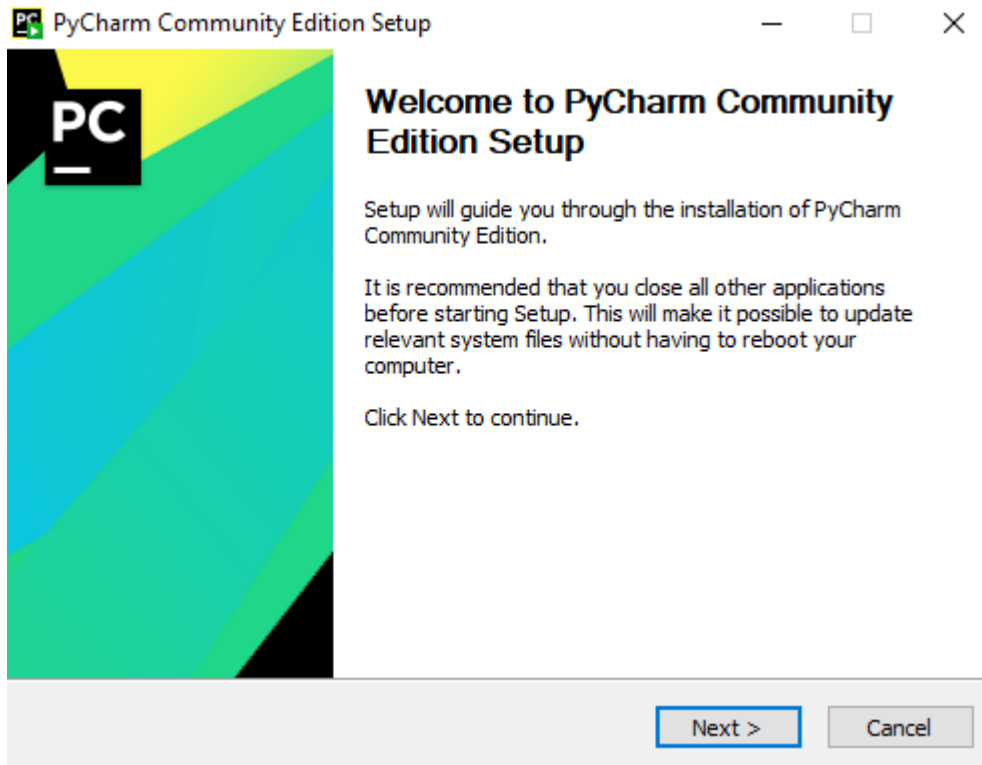 PyCharm Community Edition Setup
PC
Welcome to PyCharm Community
Edition Setup
Setup will guide you through the installation of PyCharm
Community Edition.
It is recommended that you close all other applications
before starting Setup. This will make it possible to update
relevant system files without having to reboot your
computer.
Click Next to continue.
Next >
Cancel